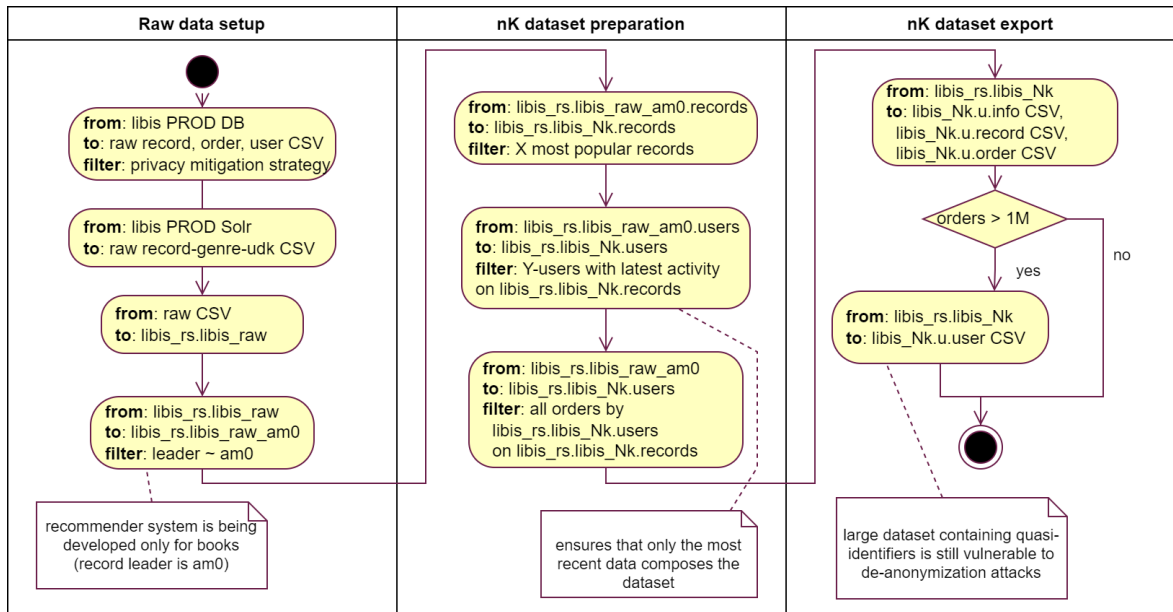 Raw data setup
from: libis PROD DB
to: raw record, order, user CSV
filter: privacy mitigation strategy
from: libis PROD Solr
to: raw record-genre-udk CSV
from: raw CSV
to: libis_rs.libis_raw
from: libis_rs.libis_raw
to: libis_rs.libis_raw_am0
filter: leader ~ am0
recommender system is being
developed only for books
(record leader is am0)
nK dataset preparation
from: libis_rs.libis_raw_am0.records
to: libis_rs.libis_Nk.records
filter: X most popular records
from: libis_rs.libis_raw_am0.users
to: libis_rs.libis_Nk.users
filter: Y-users with latest activity
on libis_rs.libis_Nk.records
from: libis_rs.libis_raw_am0
to: libis_rs.libis_Nk.users
filter: all orders by
libis_rs.libis_Nk.users
on libis_rs.libis_Nk.records
ensures that only the most
recent data composes the
dataset
nK dataset export
from: libis_rs.libis_Nk
to: libis_Nk.u.info CSV,
libis_Nk.u.record CSV,
libis_Nk.u.order CSV
orders > 1M
no
yes
from: libis_rs.libis_Nk
to: libis_Nk.u.user CSV
large dataset containing quasi-
identifiers is still vulnerable to
de-anonymization attacks